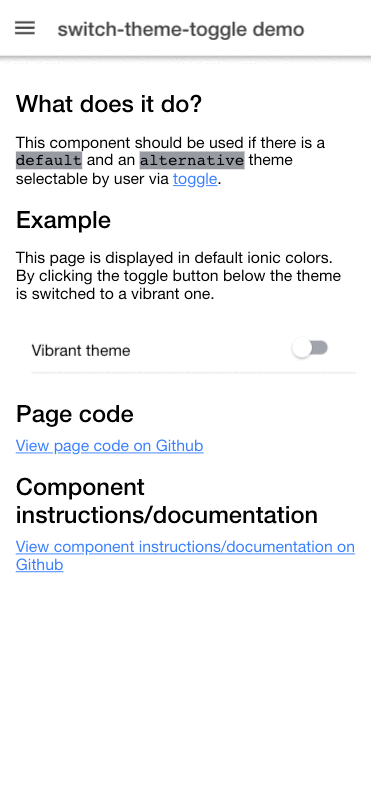 switch-theme-toggle demo
What does it do?
This component should be used if there is a
default and an alternative theme
selectable by user via toggle.
Example
This page is displayed in default ionic colors.
By clicking the toggle button below the theme
is switched to a vibrant one.
Vibrant theme
Page code
View page code on Github
Component
instructions/documentation
View component instructions/documentation on
Github